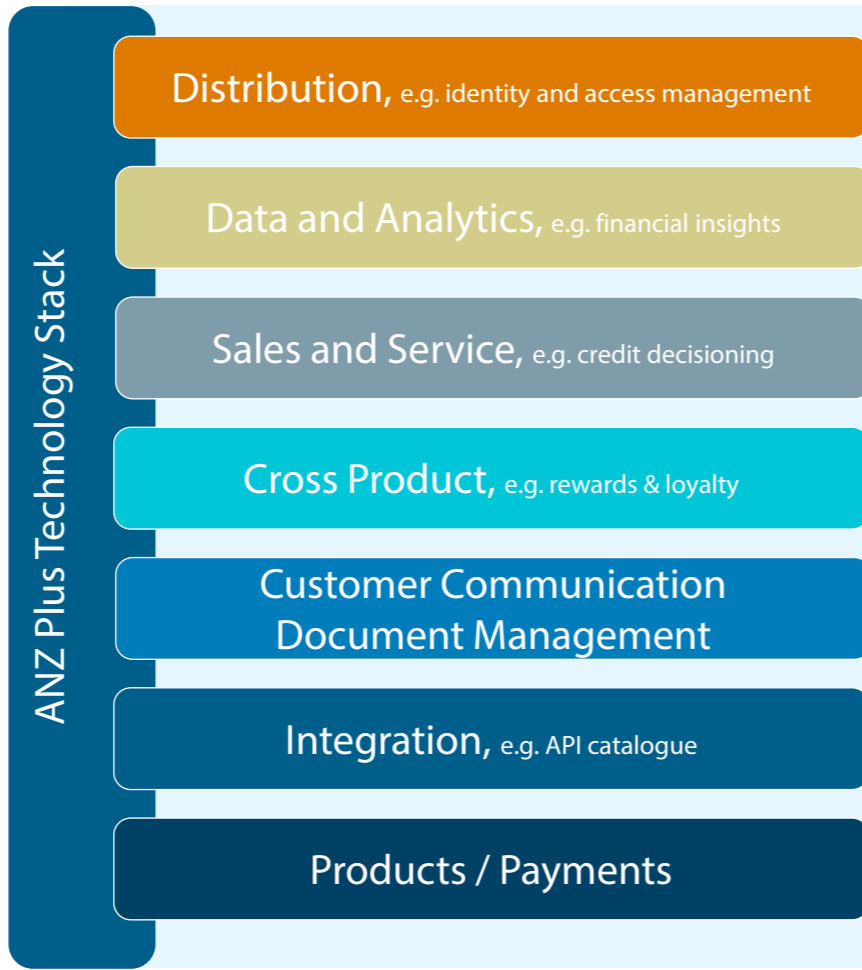 ANZ Plus Technology Stack
Distribution, e.g. identity and access management
Data and Analytics, e.g. financial insights
Sales and Service, e.g. credit decisioning
Cross Product, e.g. rewards & loyalty
Customer Communication
Document Management
Integration, e.g. API catalogue
Products / Payments